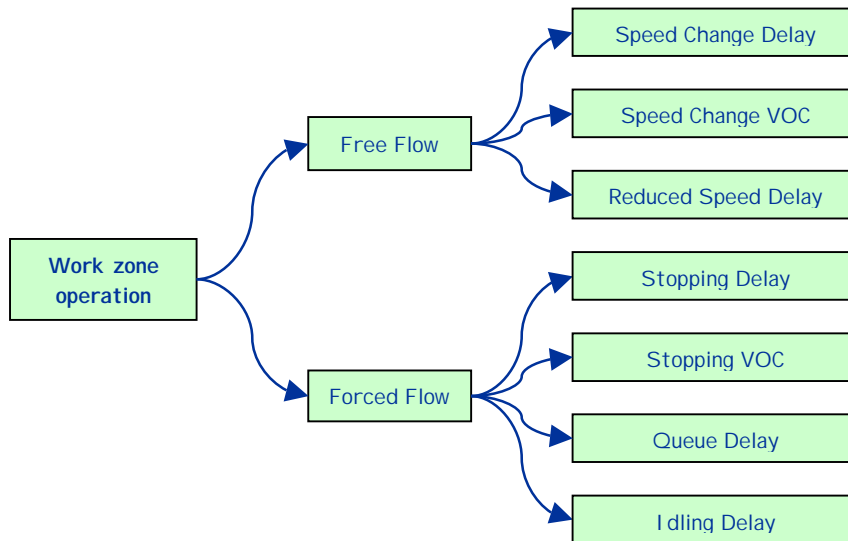 Speed Change Delay
Speed Change VOC
Free Flow
Reduced Speed Delay
Work zone
operation
Stopping Delay
Stopping VOC
Forced Flow
Queue Delay
Idling Delay